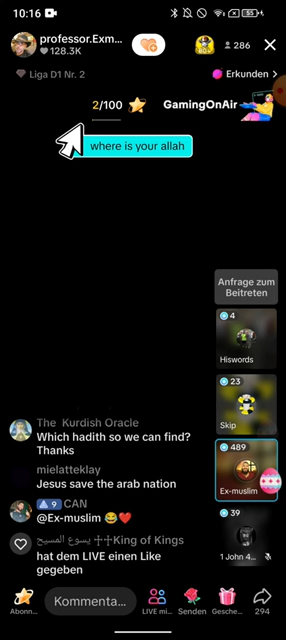 10:16
55
professor.Exm...
128.3K
286
Liga D1 Nr. 2
Erkunden >
2/100
GamingOnAir
where is your allah
Anfrage zum
Beitreten
4
Hiswords
23
Skip
489
Ex-muslim
39
1 John 4...
The Kurdish Oracle
Which hadith so we can find?
Thanks
mielatteklay
Jesus save the arab nation
9 CAN
@Ex-muslim 😂❤️
يسوع المسيح ✝✝King of Kings
hat dem LIVE einen Like
gegeben
Abonn...
Kommenta...
LIVE mi...
Senden
Gesche...
294